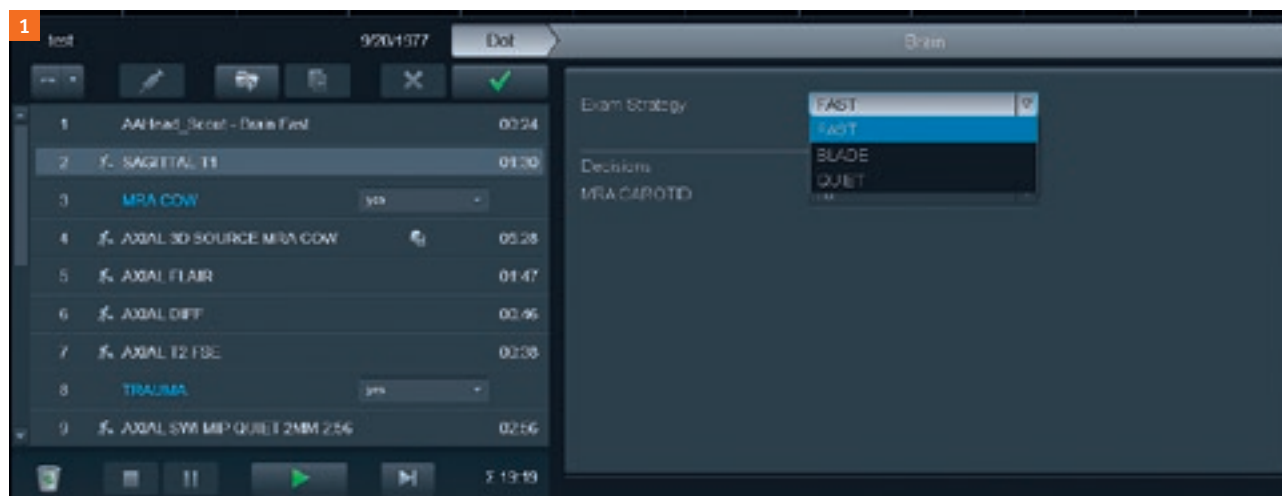 1
test 9/20/1977 Dot Brain
Exam Strategy FAST
FAST
BLADE
QUIET
Decisions
MRA CAROTID
1 AAHead_Scout - Brain Fast 00:24
2 SAGITTAL T1 01:30
3 MRA COW yes
4 AXIAL 3D SOURCE MRA COW 05:28
5 AXIAL FLAIR 01:47
6 AXIAL DIFF 00:46
7 AXIAL T2 FSE 00:38
8 TRAUMA yes
9 AXIAL SWI MIP QUIET 2MM 2:56 02:56
Σ 19:19